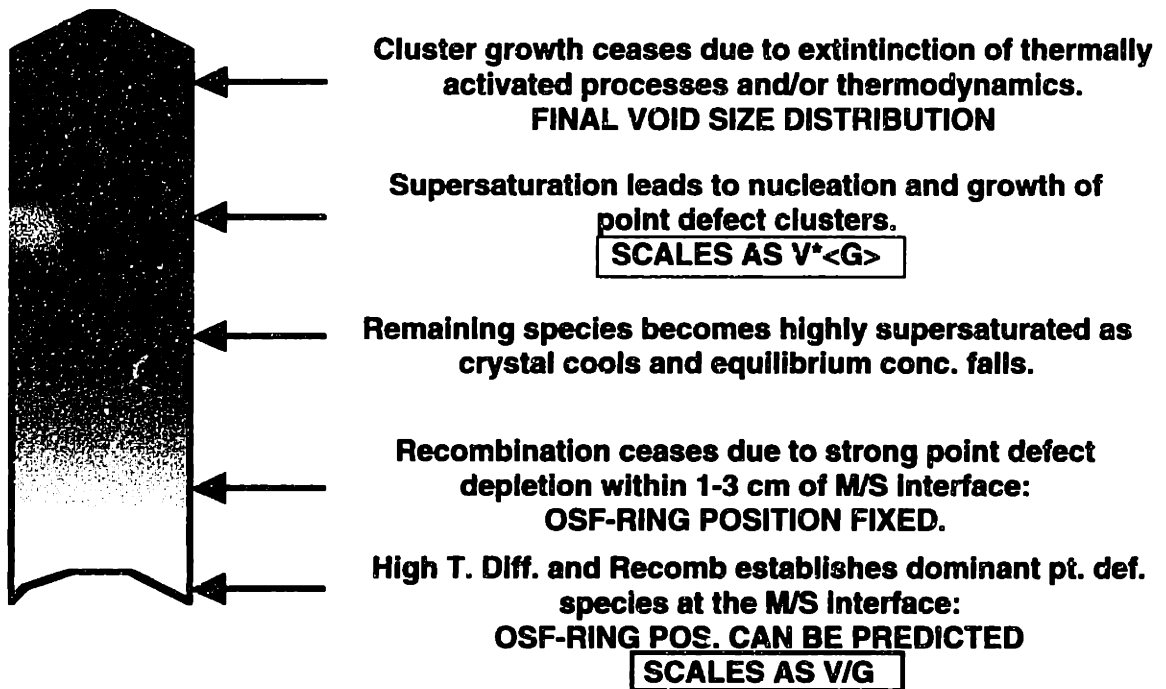 Cluster growth ceases due to extintinction of thermally
activated processes and/or thermodynamics.
FINAL VOID SIZE DISTRIBUTION
Supersaturation leads to nucleation and growth of
point defect clusters.
SCALES AS V*<G>
Remaining species becomes highly supersaturated as
crystal cools and equilibrium conc. falls.
Recombination ceases due to strong point defect
depletion within 1-3 cm of M/S Interface:
OSF-RING POSITION FIXED.
High T. Diff. and Recomb establishes dominant pt. def.
species at the M/S Interface:
OSF-RING POS. CAN BE PREDICTED
SCALES AS V/G